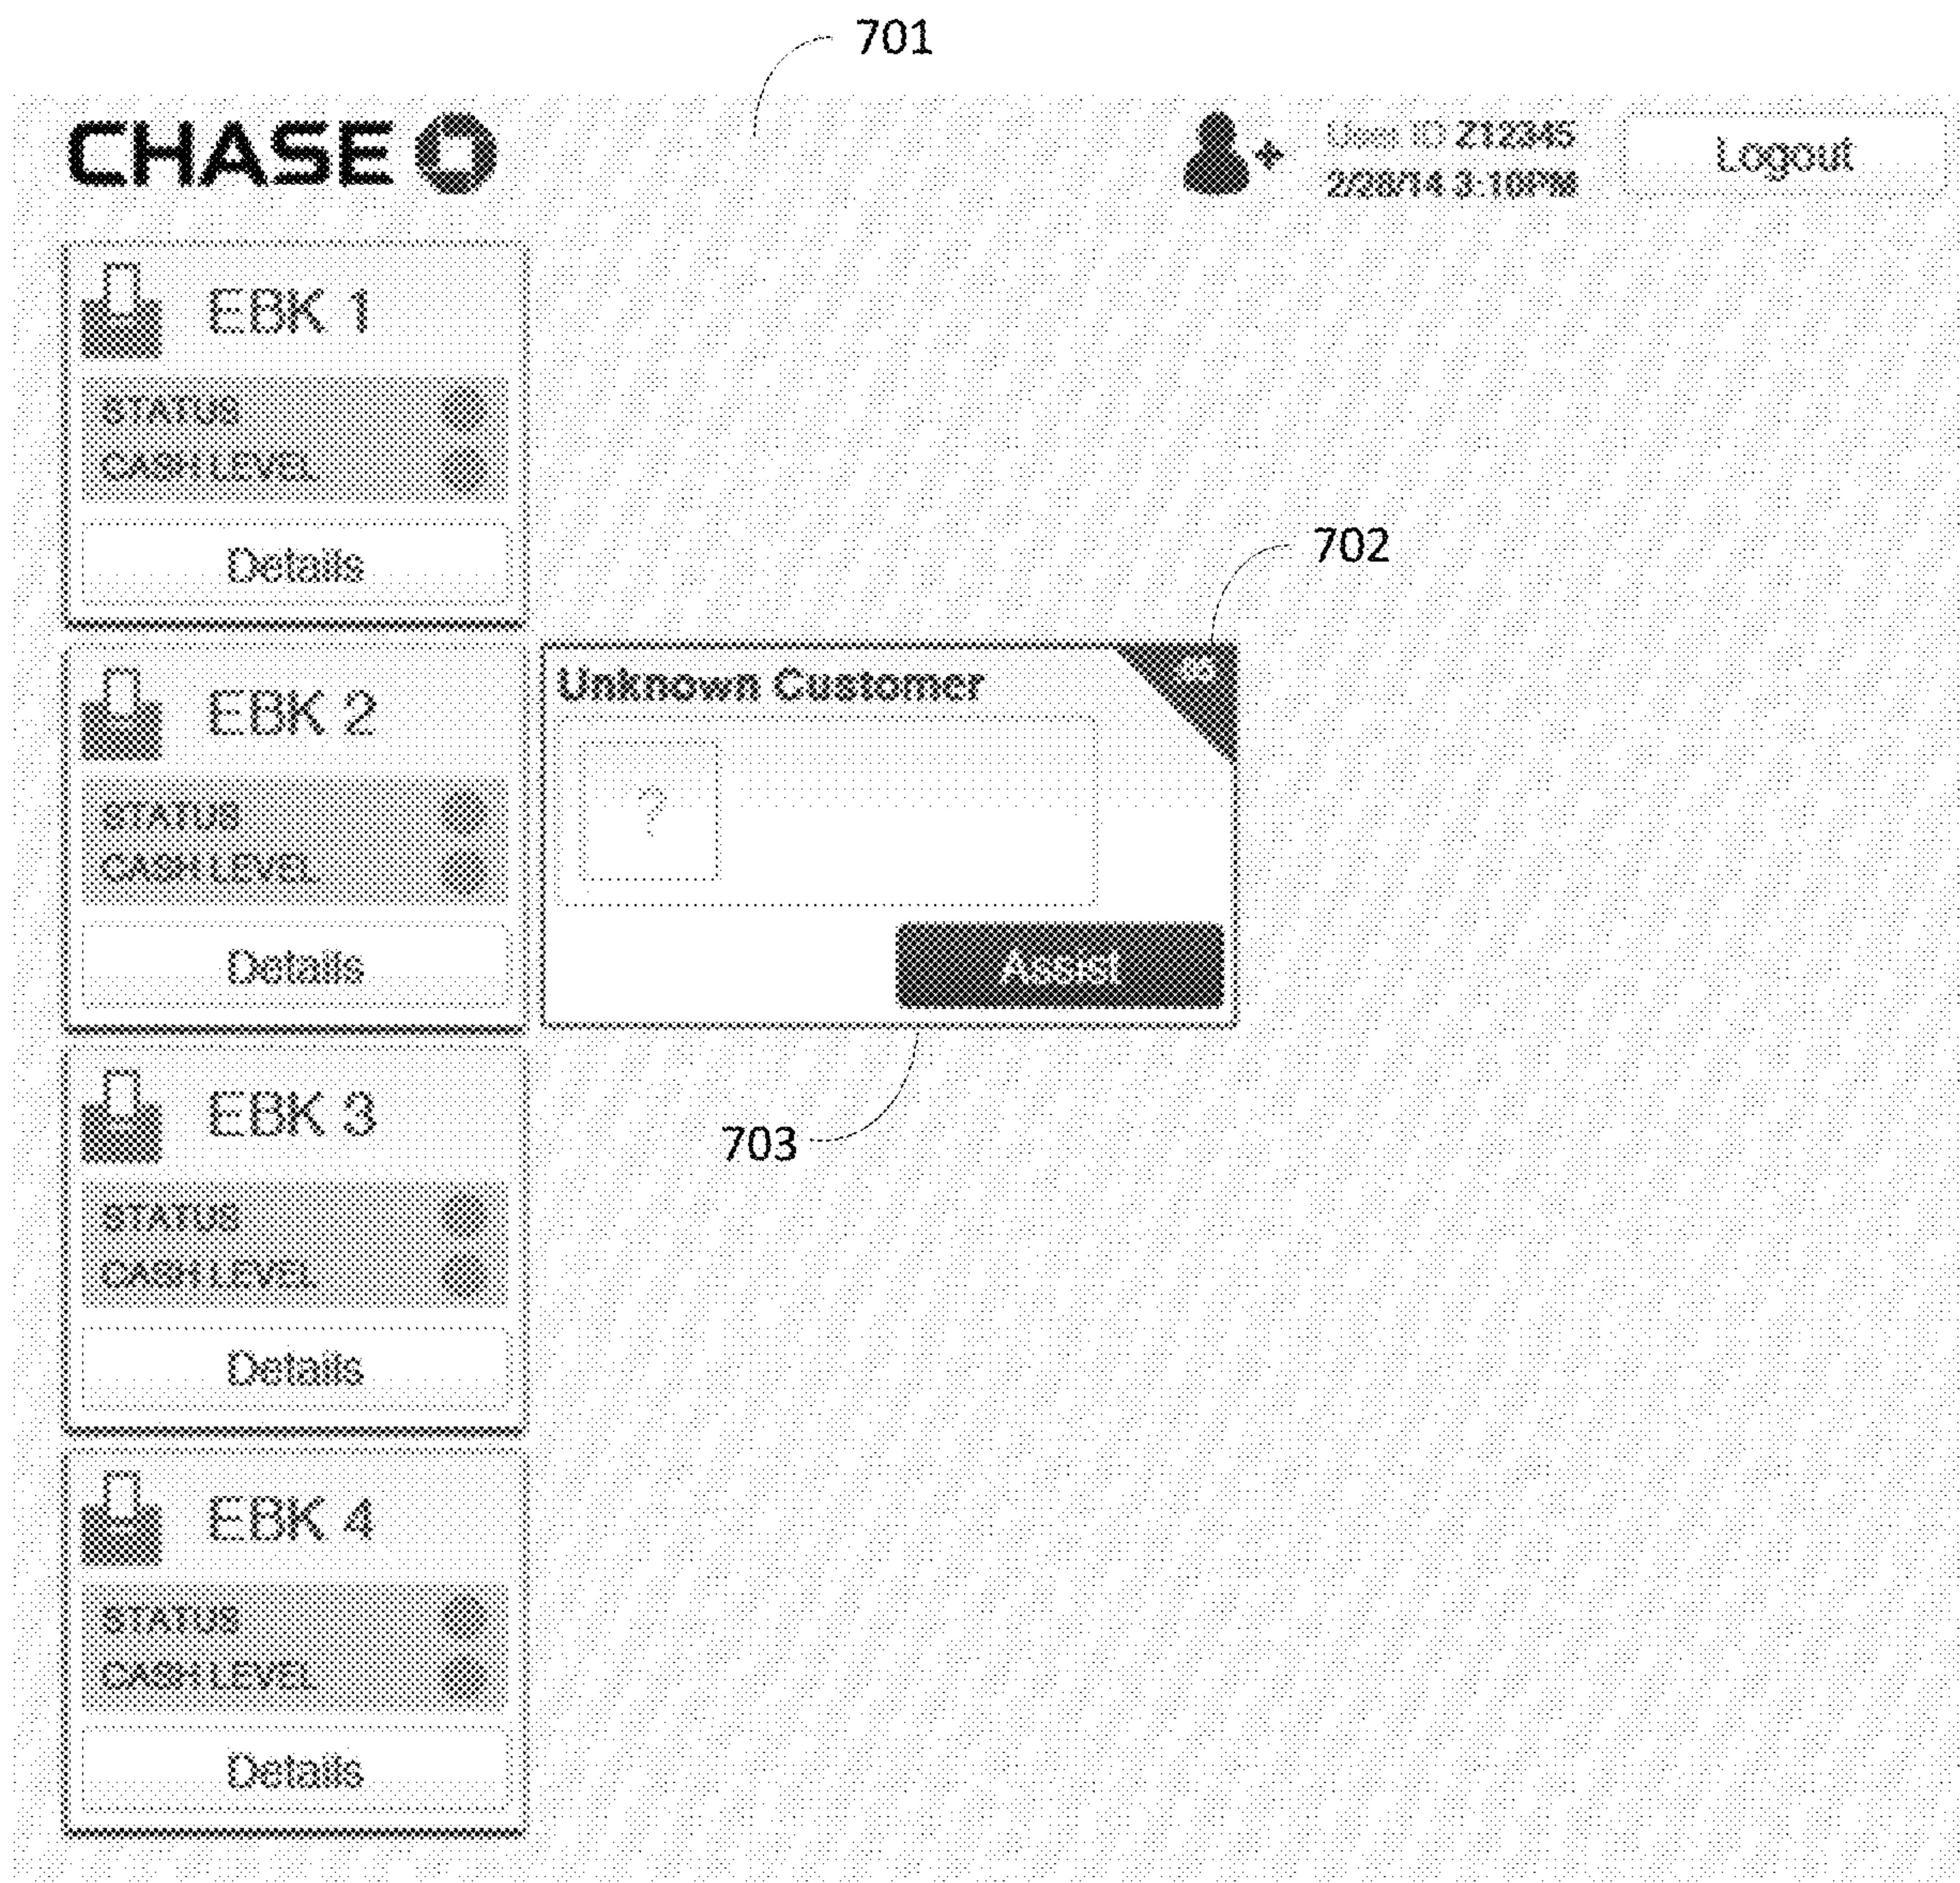 701
CHASE
User ID Z12345
2/28/14 3:16PM
Logout
EBK 1
STATUS
CASH LEVEL
Details
702
EBK 2
STATUS
CASH LEVEL
Details
Unknown Customer
?
Assist
703
EBK 3
STATUS
CASH LEVEL
Details
EBK 4
STATUS
CASH LEVEL
Details